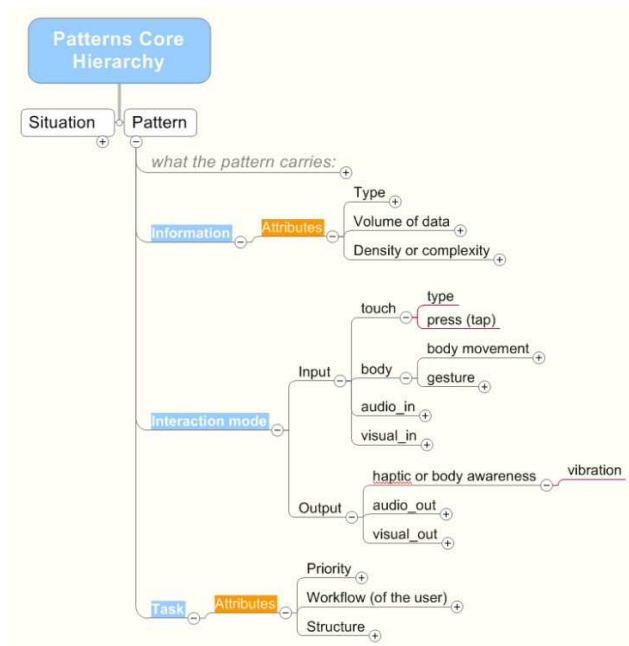 Patterns Core
Hierarchy
Situation
Pattern
what the pattern carries:
Information
Attributes
Type
Volume of data
Density or complexity
Interaction mode
Input
touch
type
press (tap)
body
body movement
gesture
audio_in
visual_in
Output
haptic or body awareness
vibration
audio_out
visual_out
Task
Attributes
Priority
Workflow (of the user)
Structure